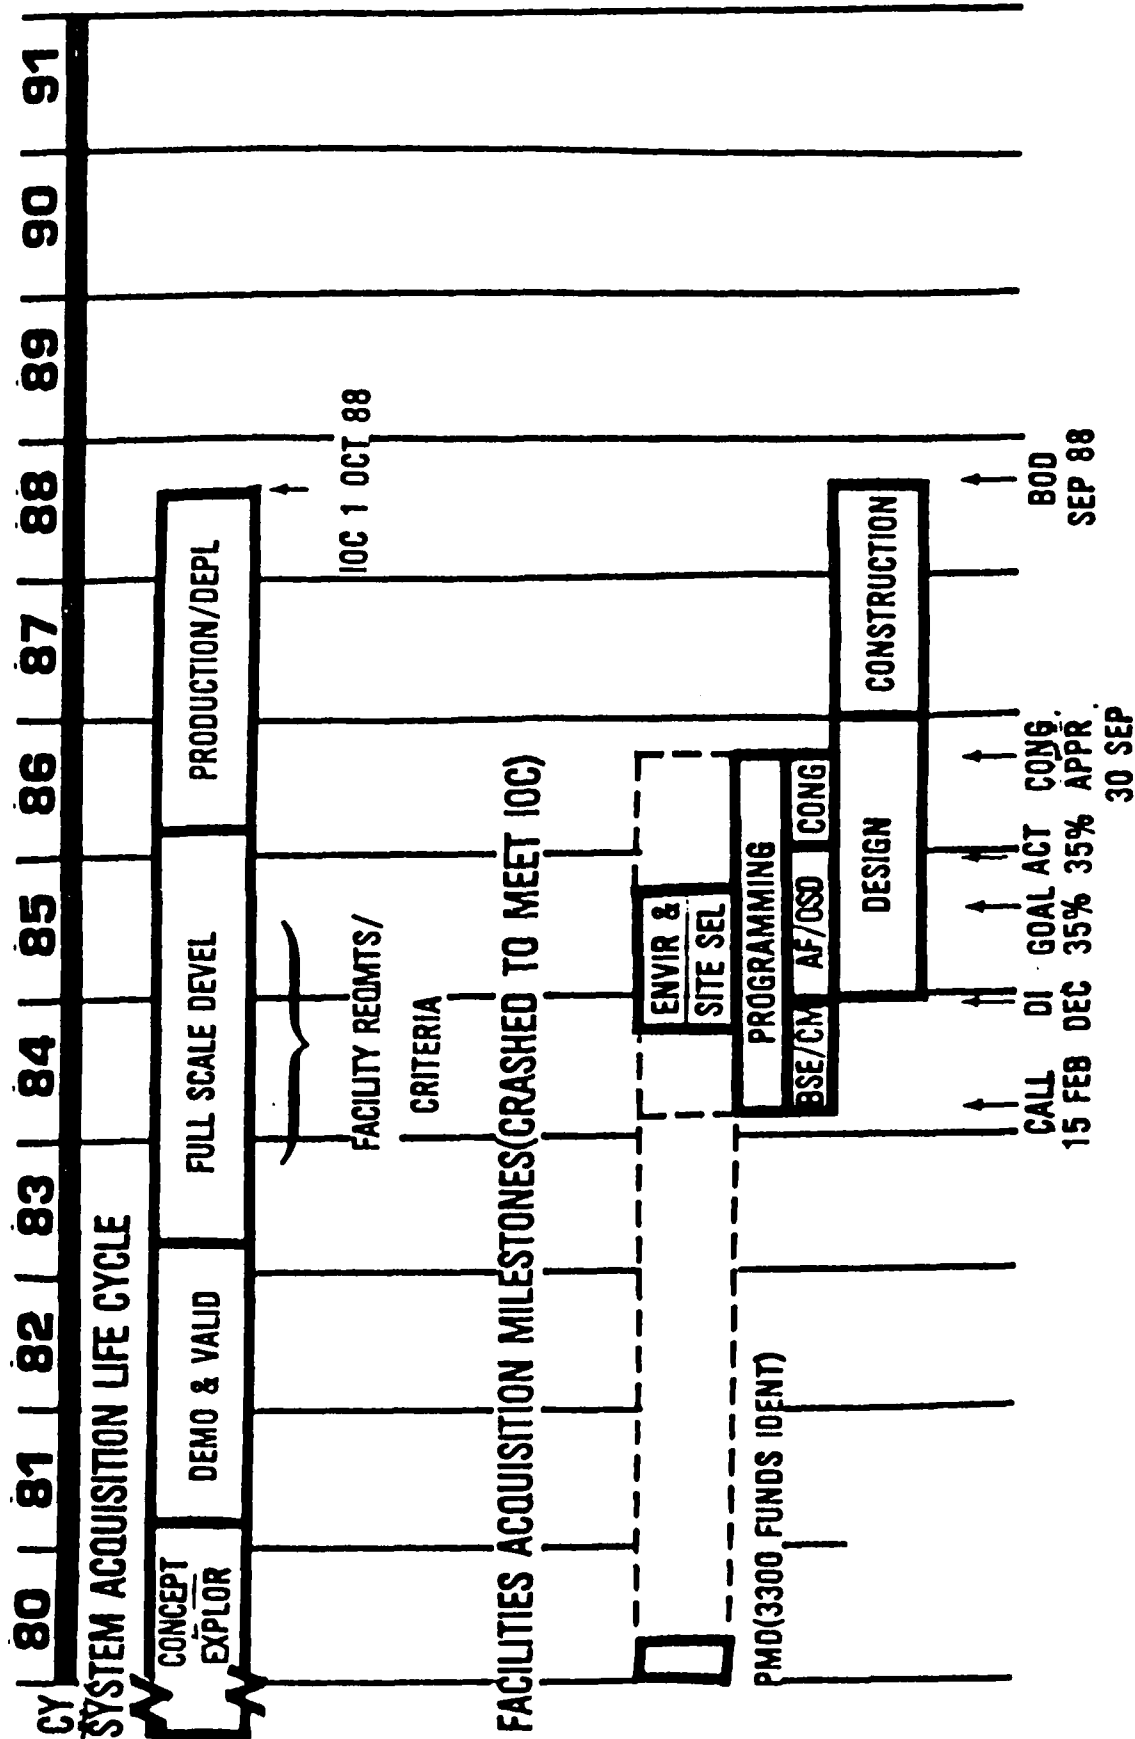 CY 80 81 82 83 84 85 86 87 88 89 90 91
SYSTEM ACQUISITION LIFE CYCLE
CONCEPT
EXPLOR
DEMO & VALID
FULL SCALE DEVEL
PRODUCTION/DEPL
IOC 1 OCT 88
FACILITY REQMTS/
CRITERIA
FACILITIES ACQUISITION MILESTONES(CRASHED TO MEET IOC)
ENVIR &
SITE SEL
PMD(3300 FUNDS IDENT)
PROGRAMMING
BSE/CM AF/OSD CONG
DESIGN CONSTRUCTION
CALL
15 FEB
DI
DEC
GOAL
35%
ACT
35%
CONG.
APPR.
30 SEP
BOD
SEP 88